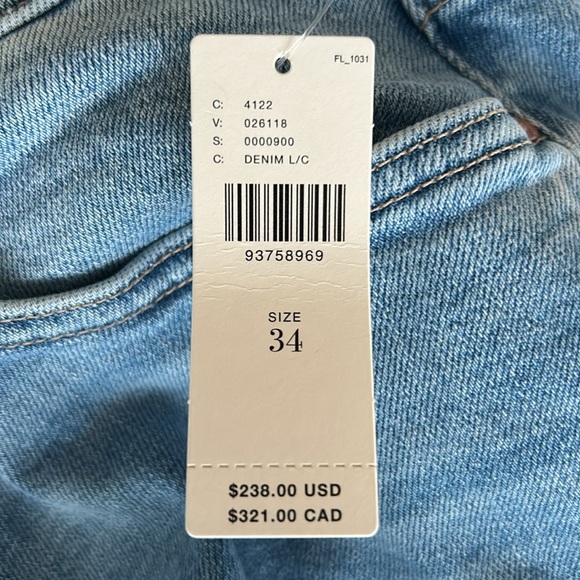 FL_1031
C: 4122
V: 026118
S: 0000900
C: DENIM L/C
93758969
SIZE
34
$238.00 USD
$321.00 CAD